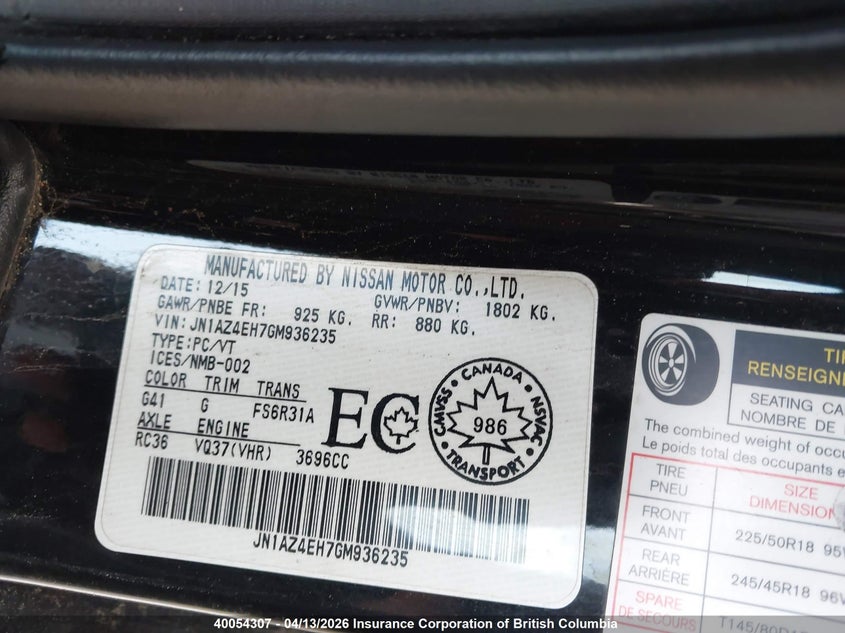 MANUFACTURED BY NISSAN MOTOR CO.,LTD.
DATE: 12/15
GAWR/PNBE FR: 925 KG. GVWR/PNBV: 1802 KG.
RR: 880 KG.
VIN: JN1AZ4EH7GM936235
TYPE:PC/VT
ICES/NMB-002
COLOR TRIM TRANS
G41 G FS6R31A
AXLE ENGINE
RC36 VQ37(VHR) 3696CC
EC
CANADA
CMVSS NSVAC
986
TRANSPORT
JN1AZ4EH7GM936235
RENSEIGN
SEATING CA
NOMBRE DE
The combined weight of occu
Le poids total des occupants e
TIRE
PNEU
SIZE
DIMENSION
FRONT
AVANT
225/50R18 95
REAR
ARRIÈRE
245/45R18 96
SPARE
DE SECOURS
40054307 - 04/13/2026 Insurance Corporation of British Columbia